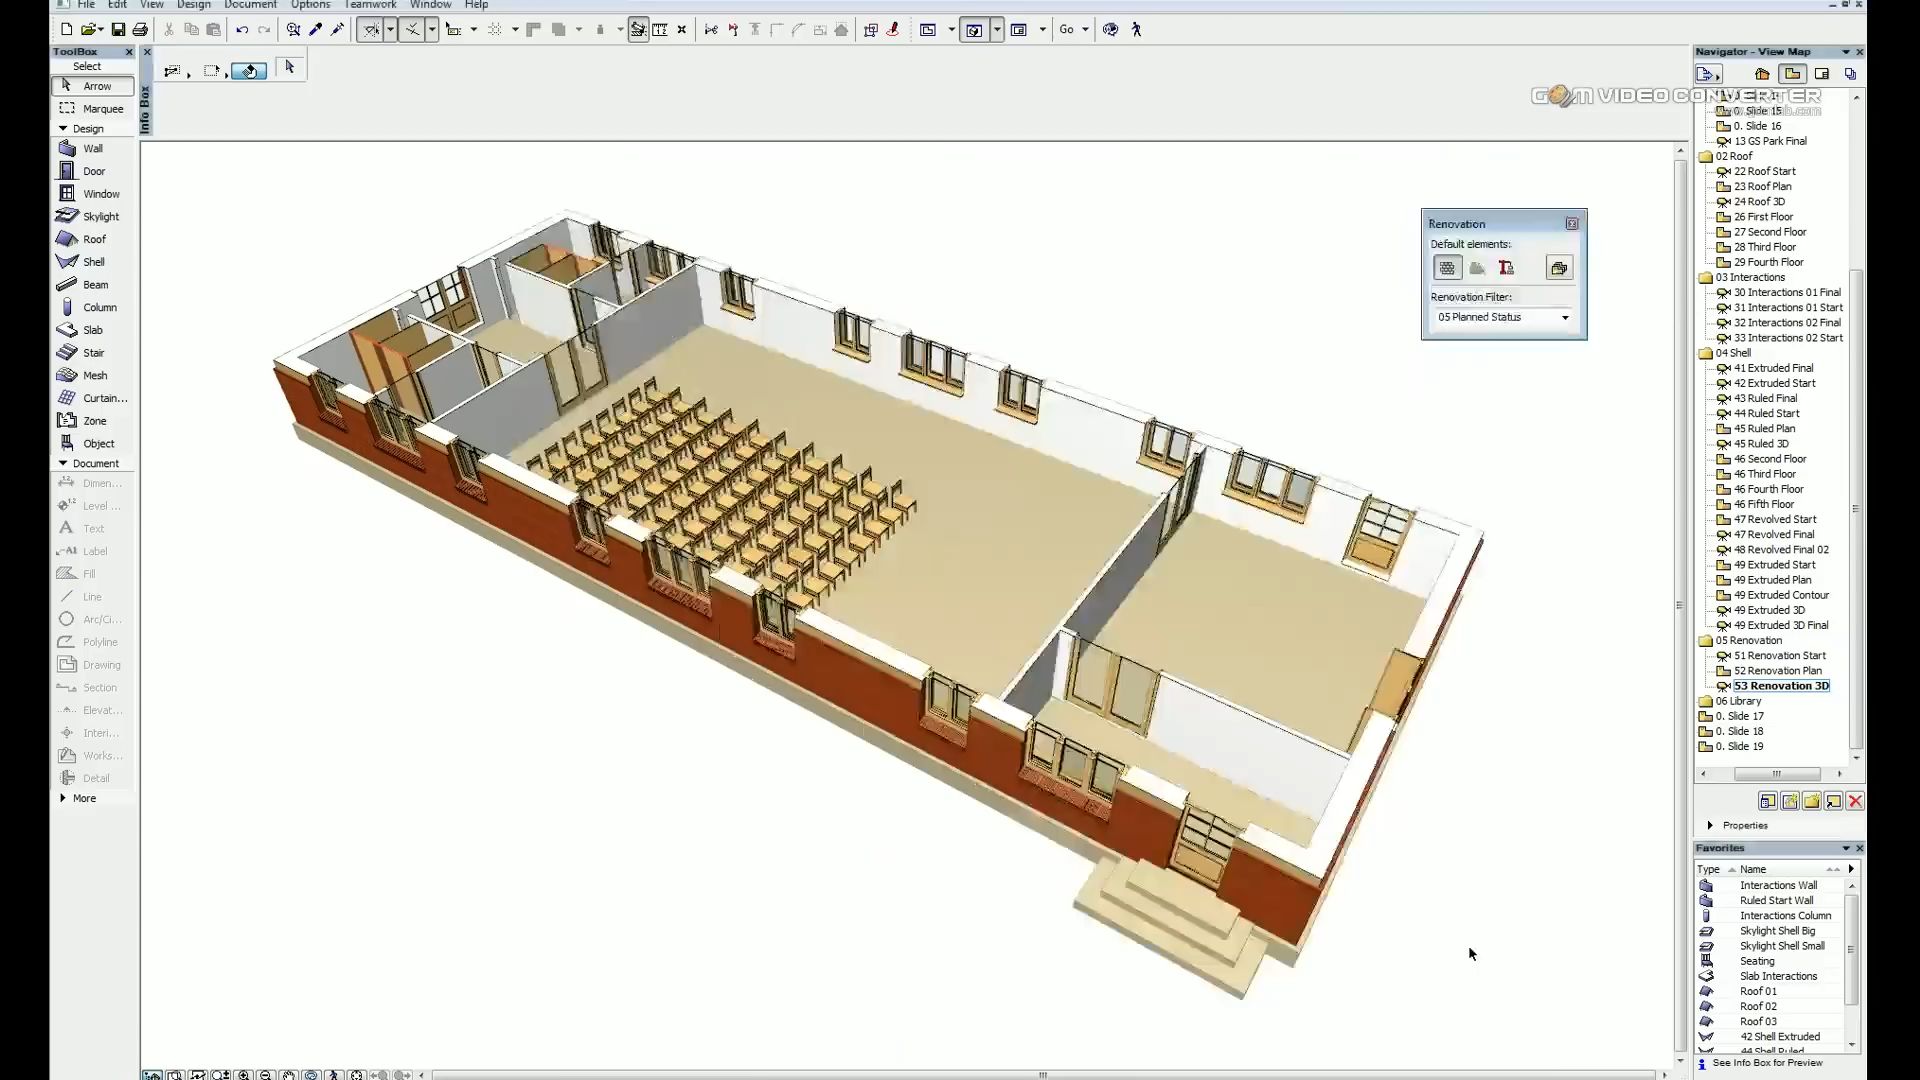 File Edit View Design Document Options Teamwork Window Help
Go
ToolBox
Select
Arrow
Marquee
Design
Wall
Door
Window
Skylight
Roof
Shell
Beam
Column
Slab
Stair
Mesh
Curtain...
Zone
Object
Document
Dimen...
Level ...
Text
Label
Fill
Line
Arc/Ci...
Polyline
Drawing
Section
Elevat...
Interi...
Works...
Detail
More
Info Box
Renovation
Default elements:
Renovation Filter:
05 Planned Status
Navigator - View Map
GOM VIDEO CONVERTER
0. Slide 15
0. Slide 16
13 GS Park Final
02 Roof
22 Roof Start
23 Roof Plan
24 Roof 3D
26 First Floor
27 Second Floor
28 Third Floor
29 Fourth Floor
03 Interactions
30 Interactions 01 Final
31 Interactions 01 Start
32 Interactions 02 Final
33 Interactions 02 Start
04 Shell
41 Extruded Final
42 Extruded Start
43 Ruled Final
44 Ruled Start
45 Ruled Plan
45 Ruled 3D
46 Second Floor
46 Third Floor
46 Fourth Floor
46 Fifth Floor
47 Revolved Start
47 Revolved Final
48 Revolved Final 02
49 Extruded Start
49 Extruded Plan
49 Extruded Contour
49 Extruded 3D
49 Extruded 3D Final
05 Renovation
51 Renovation Start
52 Renovation Plan
53 Renovation 3D
06 Library
0. Slide 17
0. Slide 18
0. Slide 19
Properties
Favorites
Type Name
Interactions Wall
Ruled Start Wall
Interactions Column
Skylight Shell Big
Skylight Shell Small
Seating
Slab Interactions
Roof 01
Roof 02
Roof 03
42 Shell Extruded
44 Shell Ruled
See Info Box for Preview